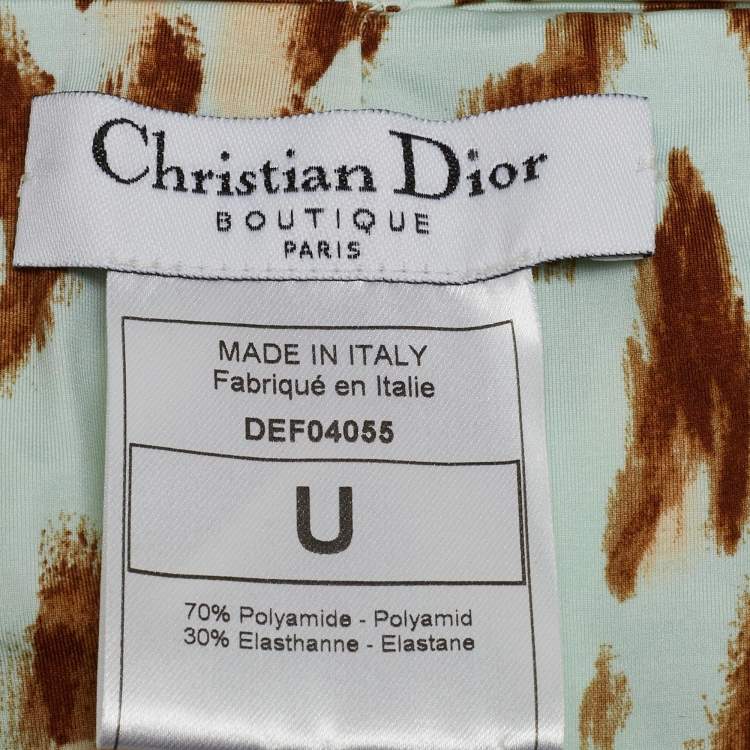 Christian Dior
BOUTIQUE
PARIS
MADE IN ITALY
Fabriqué en Italie
DEF04055
U
70% Polyamide - Polyamid
30% Elasthanne - Elastane